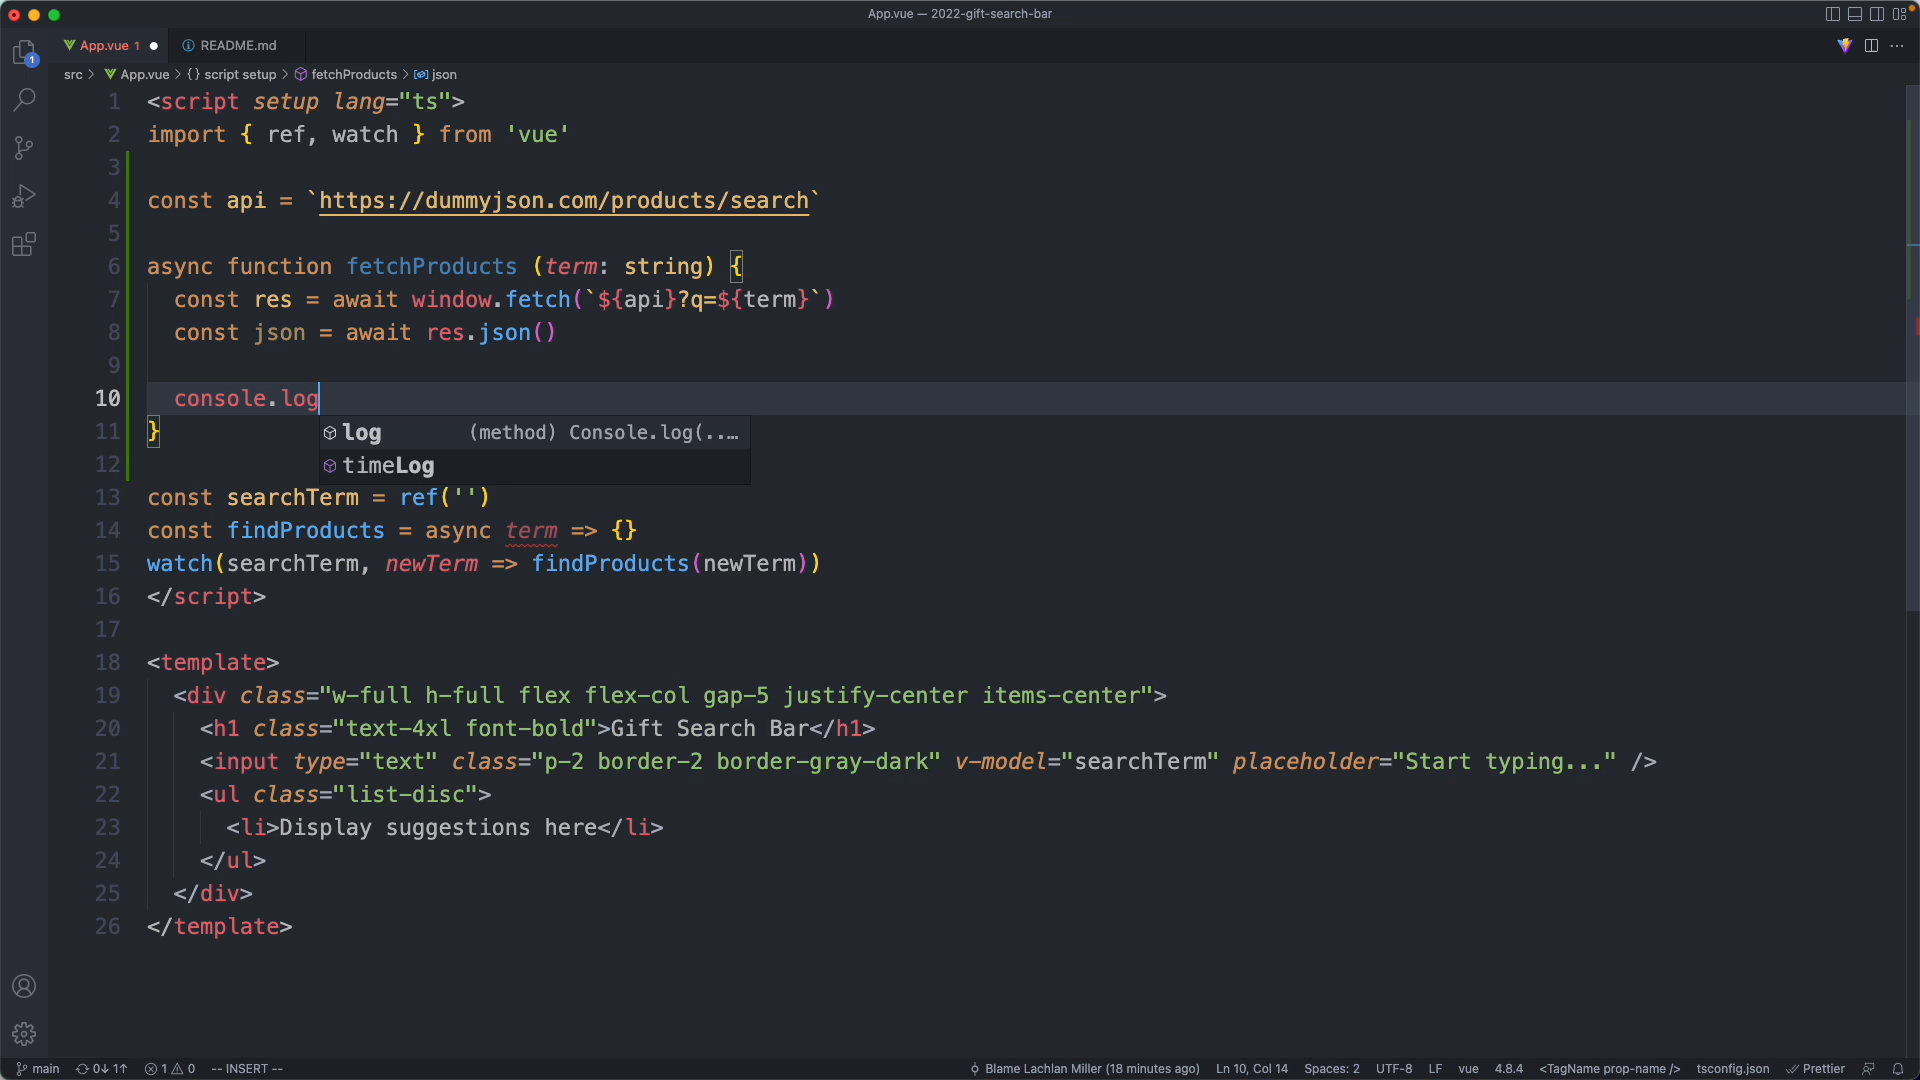 App.vue — 2022-gift-search-bar
App.vue 1 README.md
src App.vue {} script setup fetchProducts json
1 <script setup lang="ts">
2 import { ref, watch } from 'vue'
3
4 const api = `https://dummyjson.com/products/search`
5
6 async function fetchProducts (term: string) {
7 const res = await window.fetch(`${api}?q=${term}`)
8 const json = await res.json()
9
10 console.log
11 }
log (method) Console.log(..…
12
timeLog
13 const searchTerm = ref('')
14 const findProducts = async term => {}
15 watch(searchTerm, newTerm => findProducts(newTerm))
16 </script>
17
18 <template>
19 <div class="w-full h-full flex flex-col gap-5 justify-center items-center">
20 <h1 class="text-4xl font-bold">Gift Search Bar</h1>
21 <input type="text" class="p-2 border-2 border-gray-dark" v-model="searchTerm" placeholder="Start typing..." />
22 <ul class="list-disc">
23 <li>Display suggestions here</li>
24 </ul>
25 </div>
26 </template>
1
main 0↓ 1↑ 1 0 -- INSERT -- Blame Lachlan Miller (18 minutes ago) Ln 10, Col 14 Spaces: 2 UTF-8 LF vue 4.8.4 <TagName prop-name /> tsconfig.json Prettier